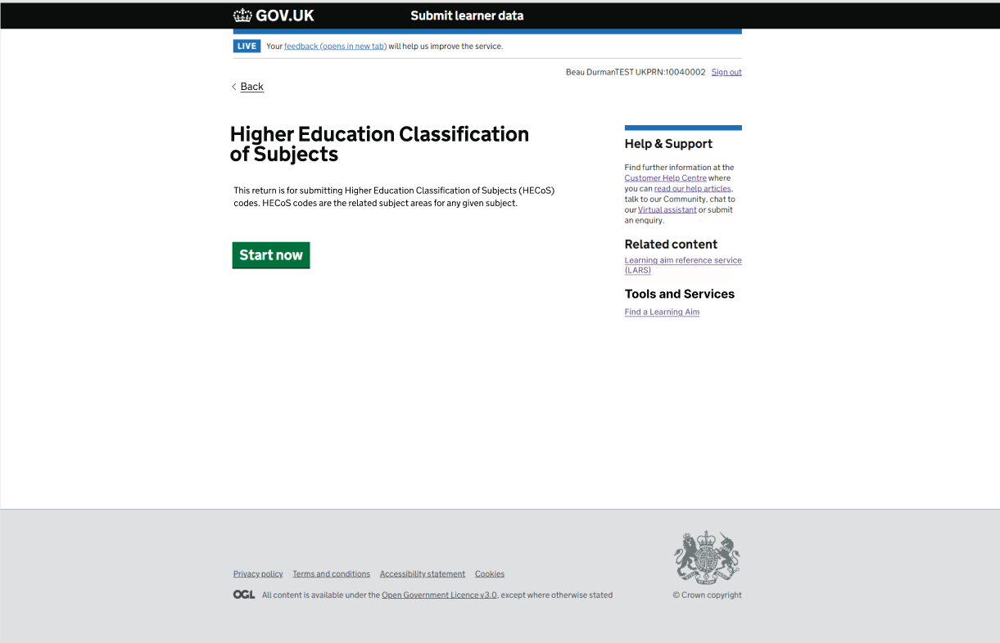 GOV.UK Submit learner data
LIVE Your feedback (opens in new tab) will help us improve the service.
Beau DurmanTEST UKPRN:10040002 Sign out
Back
Higher Education Classification
of Subjects
This return is for submitting Higher Education Classification of Subjects (HECoS)
codes. HECoS codes are the related subject areas for any given subject.
Start now
Help & Support
Find further information at the
Customer Help Centre where
you can read our help articles,
talk to our Community, chat to
our Virtual assistant or submit
an enquiry.
Related content
Learning aim reference service
(LARS)
Tools and Services
Find a Learning Aim
Privacy policy Terms and conditions Accessibility statement Cookies
OGL All content is available under the Open Government Licence v3.0, except where otherwise stated
© Crown copyright